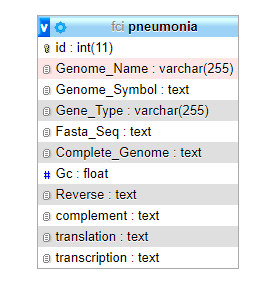 v fci pneumonia
id : int(11)
Genome_Name : varchar(255)
Genome_Symbol : text
Gene_Type : varchar(255)
Fasta_Seq : text
Complete_Genome : text
# Gc : float
Reverse : text
complement : text
translation : text
transcription : text